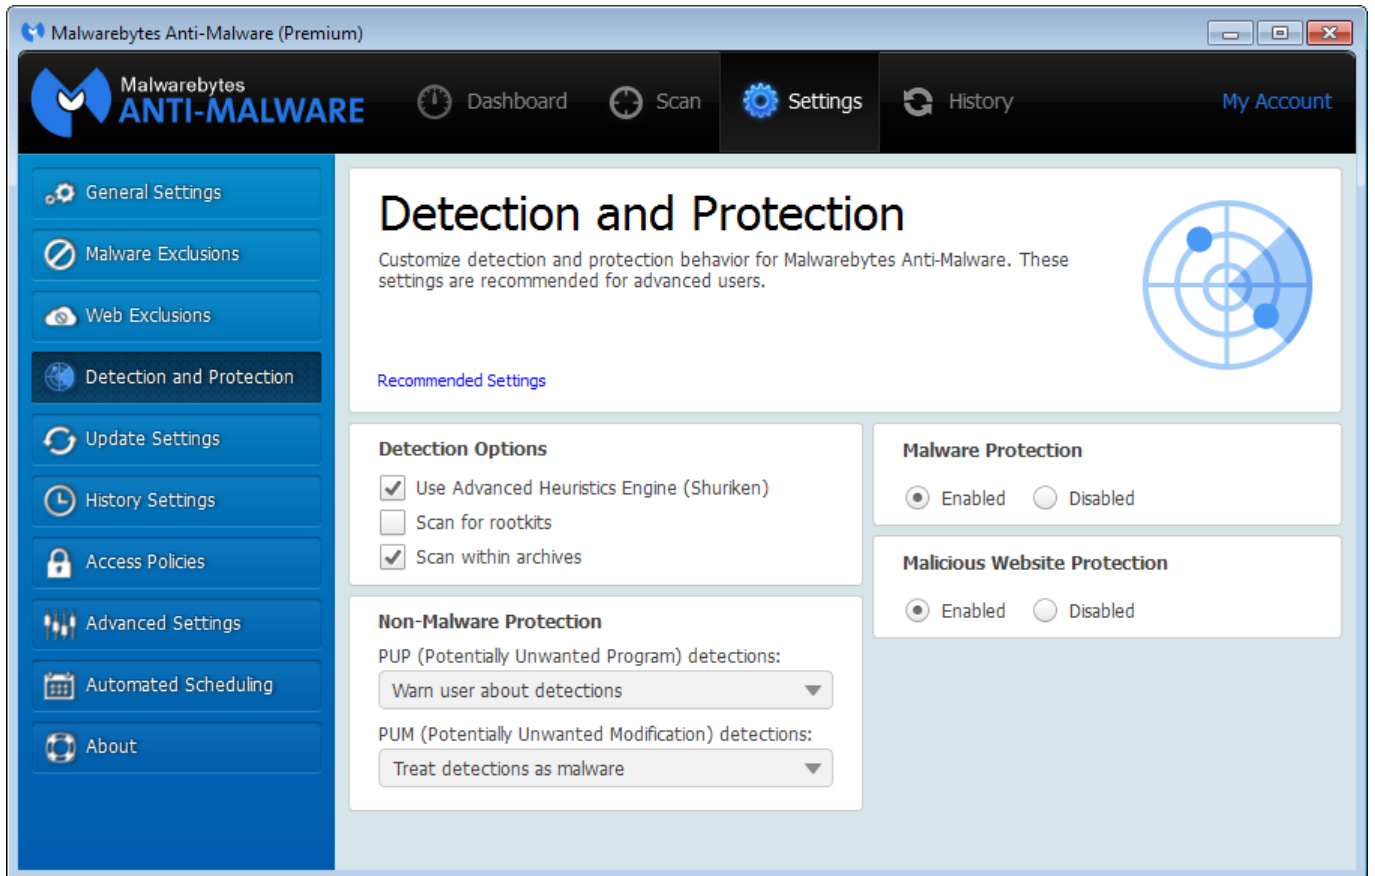 Malwarebytes Anti-Malware (Premium)
Malwarebytes
ANTI-MALWARE
Dashboard
Scan
Settings
History
My Account
General Settings
Malware Exclusions
Web Exclusions
Detection and Protection
Update Settings
History Settings
Access Policies
Advanced Settings
Automated Scheduling
About
Detection and Protection
Customize detection and protection behavior for Malwarebytes Anti-Malware. These
settings are recommended for advanced users.
Recommended Settings
Detection Options
Use Advanced Heuristics Engine (Shuriken)
Scan for rootkits
Scan within archives
Non-Malware Protection
PUP (Potentially Unwanted Program) detections:
Warn user about detections
PUM (Potentially Unwanted Modification) detections:
Treat detections as malware
Malware Protection
Enabled Disabled
Malicious Website Protection
Enabled Disabled